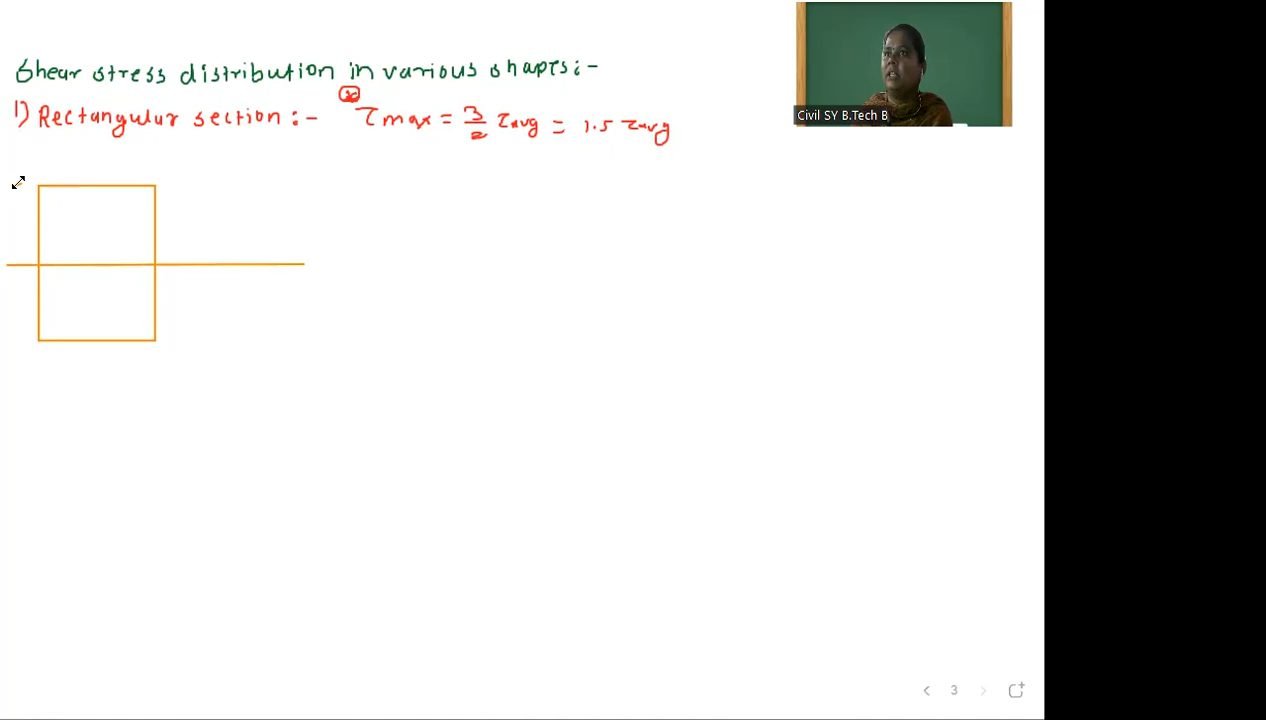 Shear stress distribution in various shapes:-
1) Rectangular section:- τmax = 3/2 τavg = 1.5 τavg
Civil SY B.Tech B
3